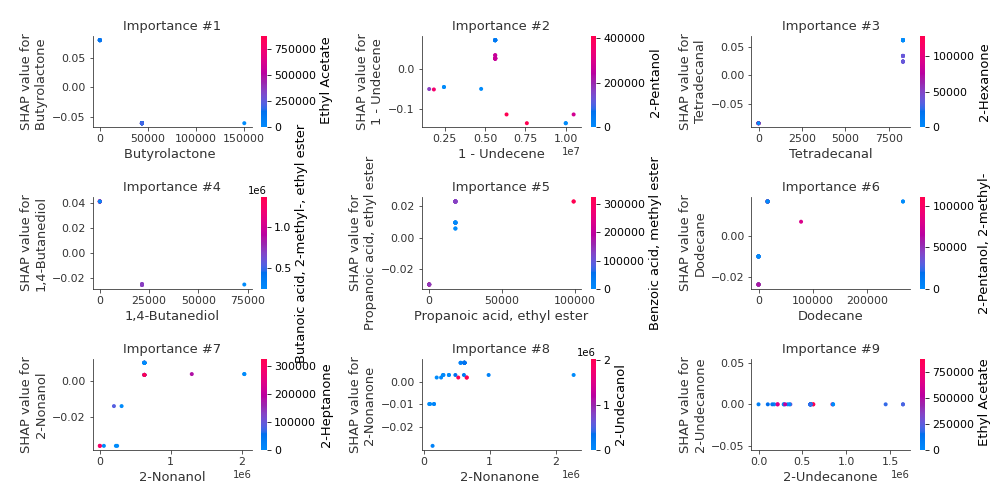 Importance #1
SHAP value for
Butyrolactone
0.05
0.00
−0.05
0
50000
100000
150000
Butyrolactone
750000
500000
250000
0
Ethyl Acetate
Importance #2
SHAP value for
1 - Undecene
0.0
−0.1
2.5
5.0
7.5
10.0
1e7
1 - Undecene
400000
200000
0
2-Pentanol
Importance #3
SHAP value for
Tetradecanal
0.05
0.00
−0.05
0
2500
5000
7500
Tetradecanal
100000
50000
0
2-Hexanone
Importance #4
SHAP value for
1,4-Butanediol
0.04
0.02
0.00
−0.02
0
25000
50000
75000
1,4-Butanediol
1e6
1.0
0.5
Butanoic acid, 2-methyl-, ethyl ester
Importance #5
SHAP value for
Propanoic acid, ethyl ester
0.02
0.00
−0.02
0
50000
100000
Propanoic acid, ethyl ester
300000
200000
100000
0
Benzoic acid, methyl ester
Importance #6
SHAP value for
Dodecane
0.00
−0.02
0
100000
200000
Dodecane
100000
50000
0
2-Pentanol, 2-methyl-
Importance #7
SHAP value for
2-Nonanol
0.00
−0.02
0
1
2
1e6
2-Nonanol
300000
200000
100000
0
2-Heptanone
Importance #8
SHAP value for
2-Nonanone
0.00
−0.01
−0.02
0
1
2
1e6
2-Nonanone
1e6
2
1
0
2-Undecanol
Importance #9
SHAP value for
2-Undecanone
0.05
0.00
−0.05
0.0
0.5
1.0
1.5
1e6
2-Undecanone
750000
500000
250000
0
Ethyl Acetate